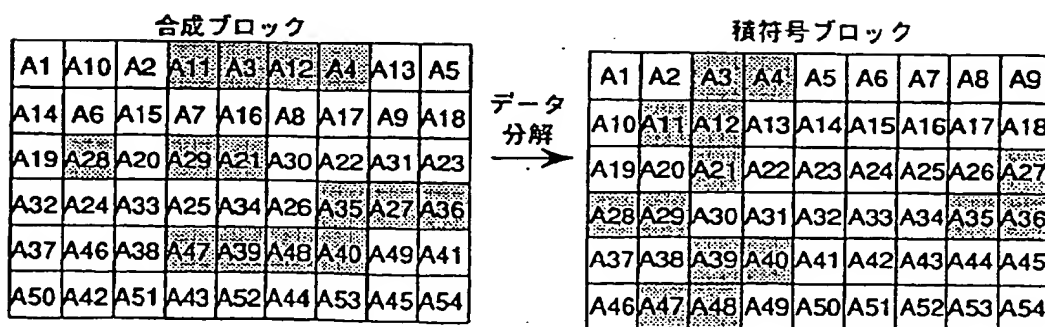 合成ブロック
A1 A10 A2 A11 A3 A12 A4 A13 A5
A14 A6 A15 A7 A16 A8 A17 A9 A18
A19 A28 A20 A29 A21 A30 A22 A31 A23
A32 A24 A33 A25 A34 A26 A35 A27 A36
A37 A46 A38 A47 A39 A48 A40 A49 A41
A50 A42 A51 A43 A52 A44 A53 A45 A54
データ
分解
積符号ブロック
A1 A2 A3 A4 A5 A6 A7 A8 A9
A10 A11 A12 A13 A14 A15 A16 A17 A18
A19 A20 A21 A22 A23 A24 A25 A26 A27
A28 A29 A30 A31 A32 A33 A34 A35 A36
A37 A38 A39 A40 A41 A42 A43 A44 A45
A46 A47 A48 A49 A50 A51 A52 A53 A54